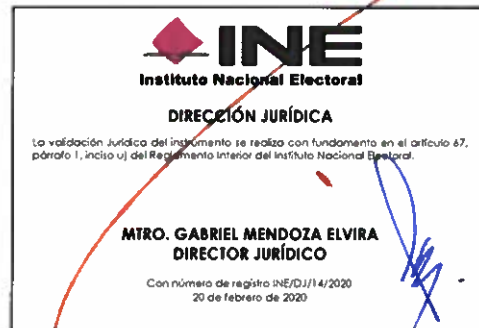 INE
Instituto Nacional Electoral
DIRECCIÓN JURÍDICA
La validación jurídica del instrumento se realiza con fundamento en el artículo 67,
párrafo 1, inciso u) del Reglamento Interior del Instituto Nacional Electoral.
MTRO. GABRIEL MENDOZA ELVIRA
DIRECTOR JURÍDICO
Con número de registro INE/DJ/14/2020
20 de febrero de 2020